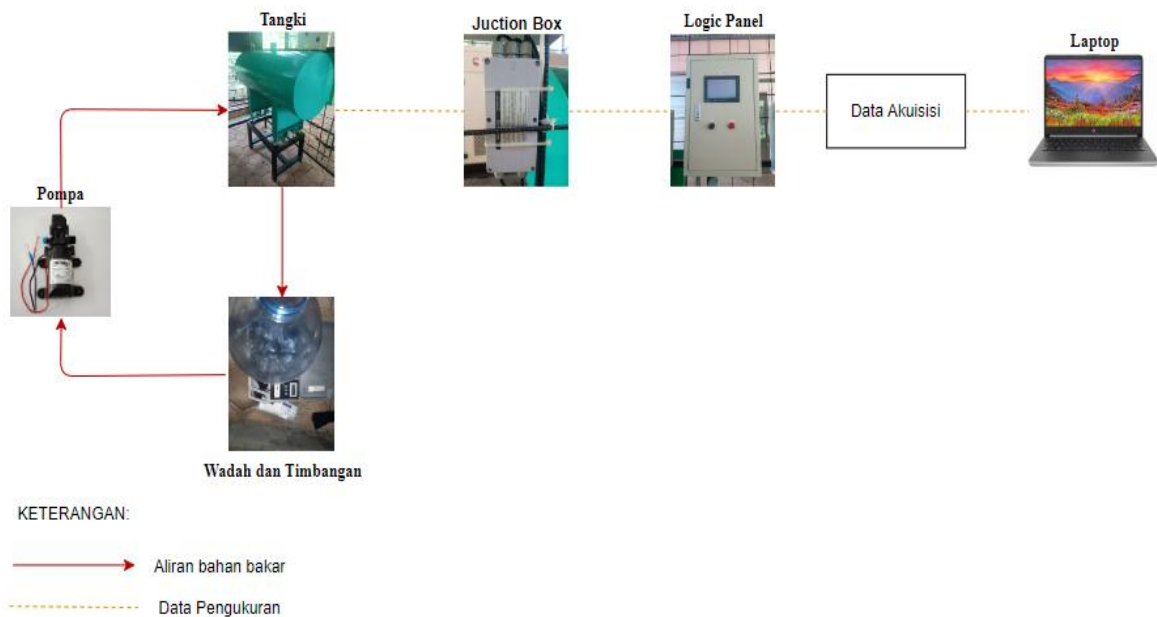 Tangki
Juction Box
Logic Panel
Laptop
Data Akuisisi
Pompa
Wadah dan Timbangan
KETERANGAN:
Aliran bahan bakar
Data Pengukuran